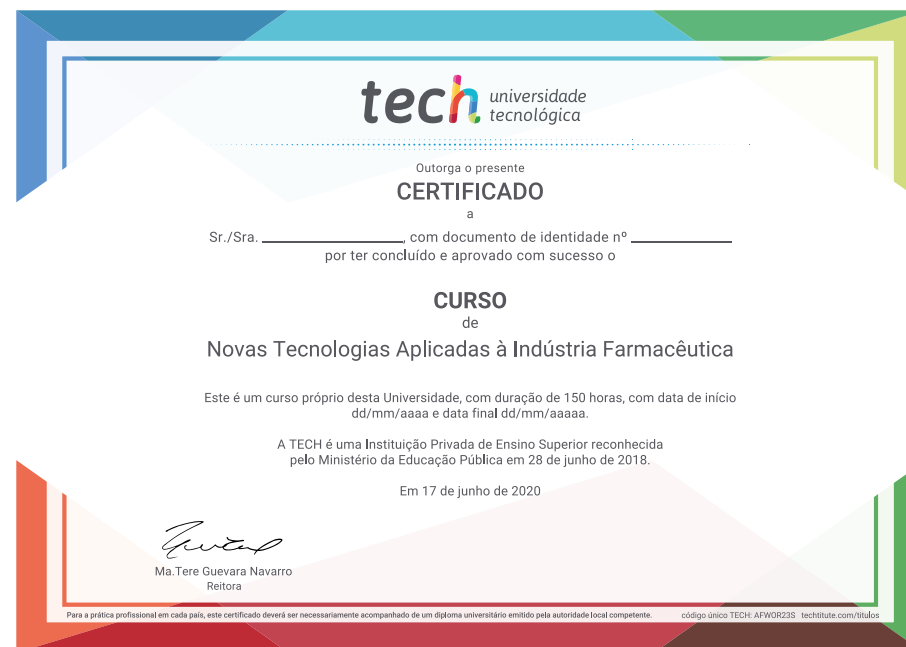 tech universidade
tecnológica
Outorga o presente
CERTIFICADO
a
Sr./Sra. ____________, com documento de identidade nº ____________
por ter concluído e aprovado com sucesso o
CURSO
de
Novas Tecnologias Aplicadas à Indústria Farmacêutica
Este é um curso próprio desta Universidade, com duração de 150 horas, com data de início
dd/mm/aaaa e data final dd/mm/aaaaa.
A TECH é uma Instituição Privada de Ensino Superior reconhecida
pelo Ministério da Educação Pública em 28 de junho de 2018.
Em 17 de junho de 2020
Ma.Tere Guevara Navarro
Reitora
Para a prática profissional em cada país, este certificado deverá ser necessariamente acompanhado de um diploma universitário emitido pela autoridade local competente. código único TECH: AFWOR23S techtitute.com/titulos